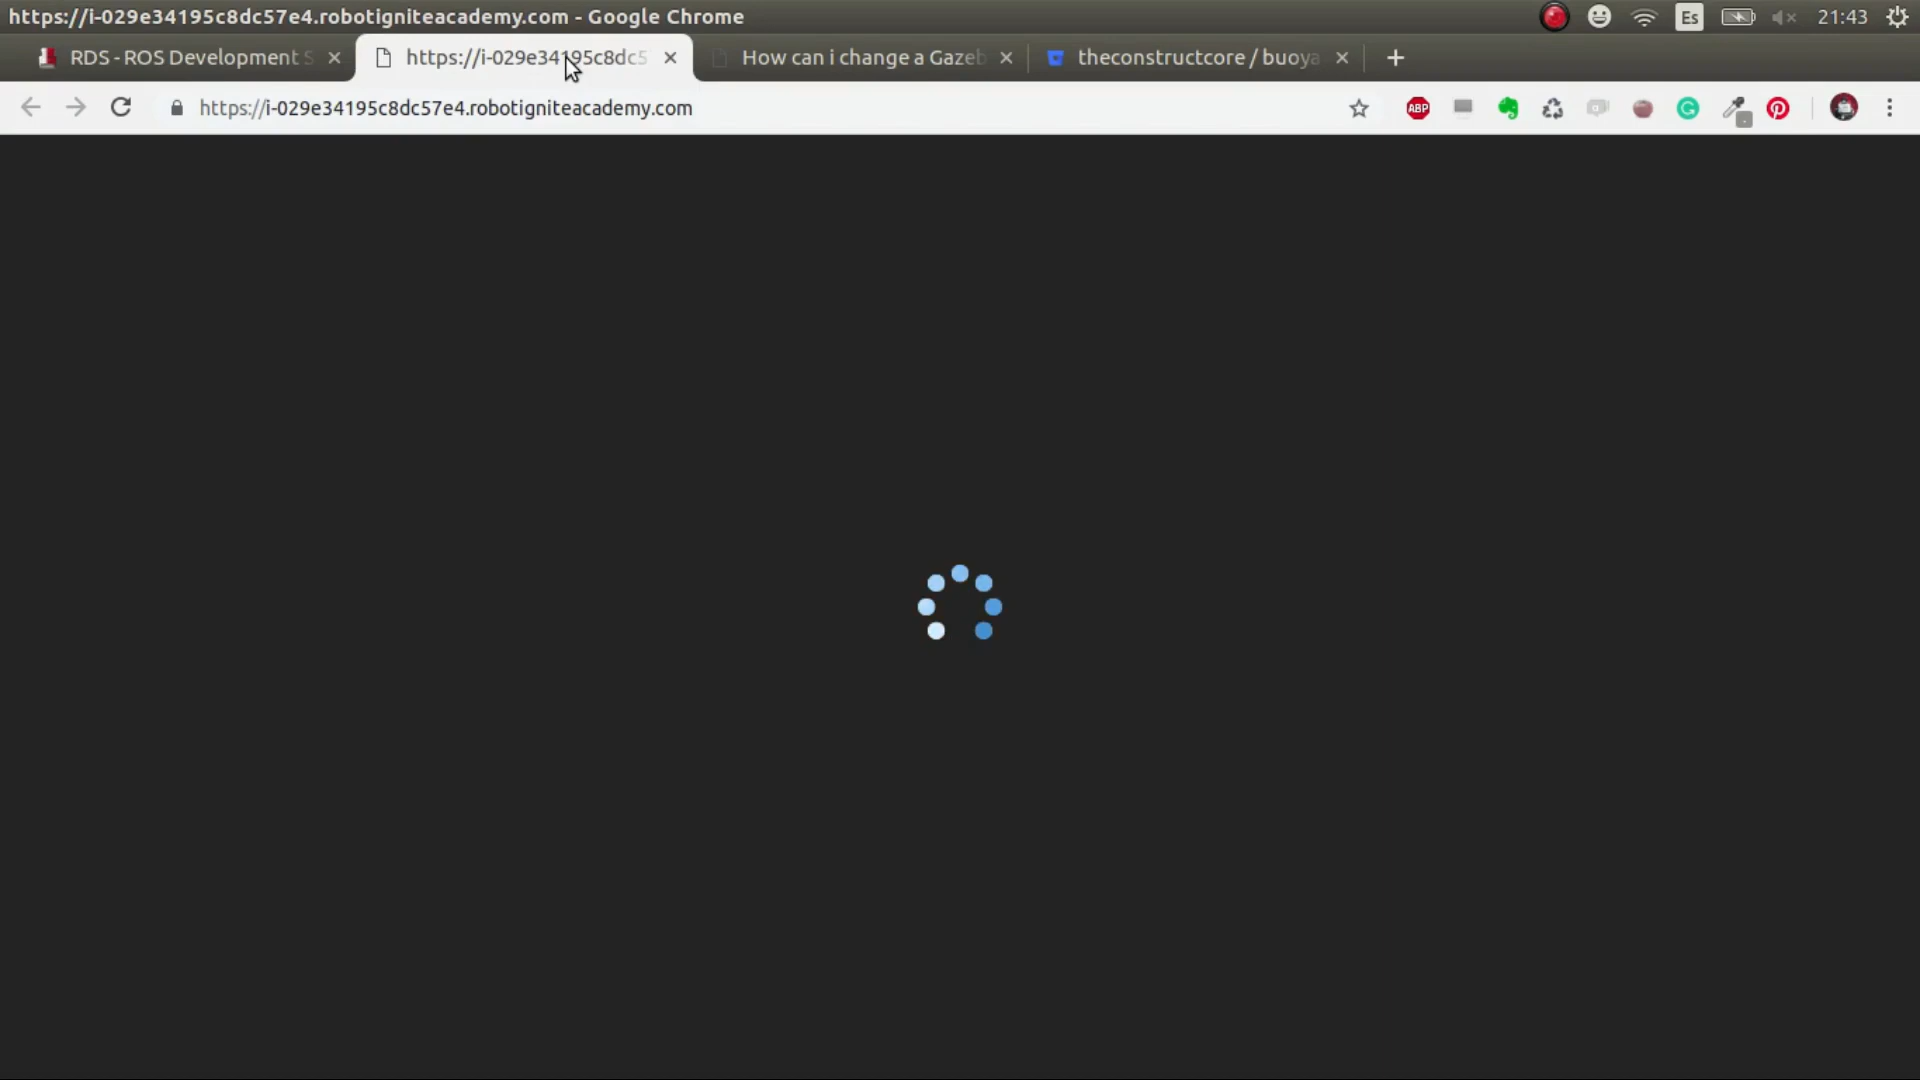 https://i-029e34195c8dc57e4.robotigniteacademy.com - Google Chrome
Es
21:43
RDS - ROS Development S
https://i-029e34195c8dc5
How can i change a Gazeb
theconstructcore / buoya
https://i-029e34195c8dc57e4.robotigniteacademy.com
ABP